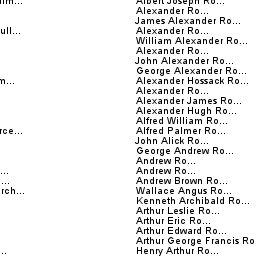 Albert Joseph Ro...
Alexander Ro...
James Alexander Ro...
ull... Alexander Ro...
William Alexander Ro...
Alexander Ro...
John Alexander Ro...
George Alexander Ro...
m... Alexander Hossack Ro...
Alexander Ro...
Alexander James Ro...
Alexander Hugh Ro...
Alfred William Ro...
rce... Alfred Palmer Ro...
John Alick Ro...
George Andrew Ro...
Andrew Ro...
... Andrew Ro...
... Andrew Brown Ro...
rch... Wallace Angus Ro...
Kenneth Archibald Ro...
Arthur Leslie Ro...
Arthur Eric Ro...
Arthur Edward Ro...
Arthur George Francis Ro
... Henry Arthur Ro...